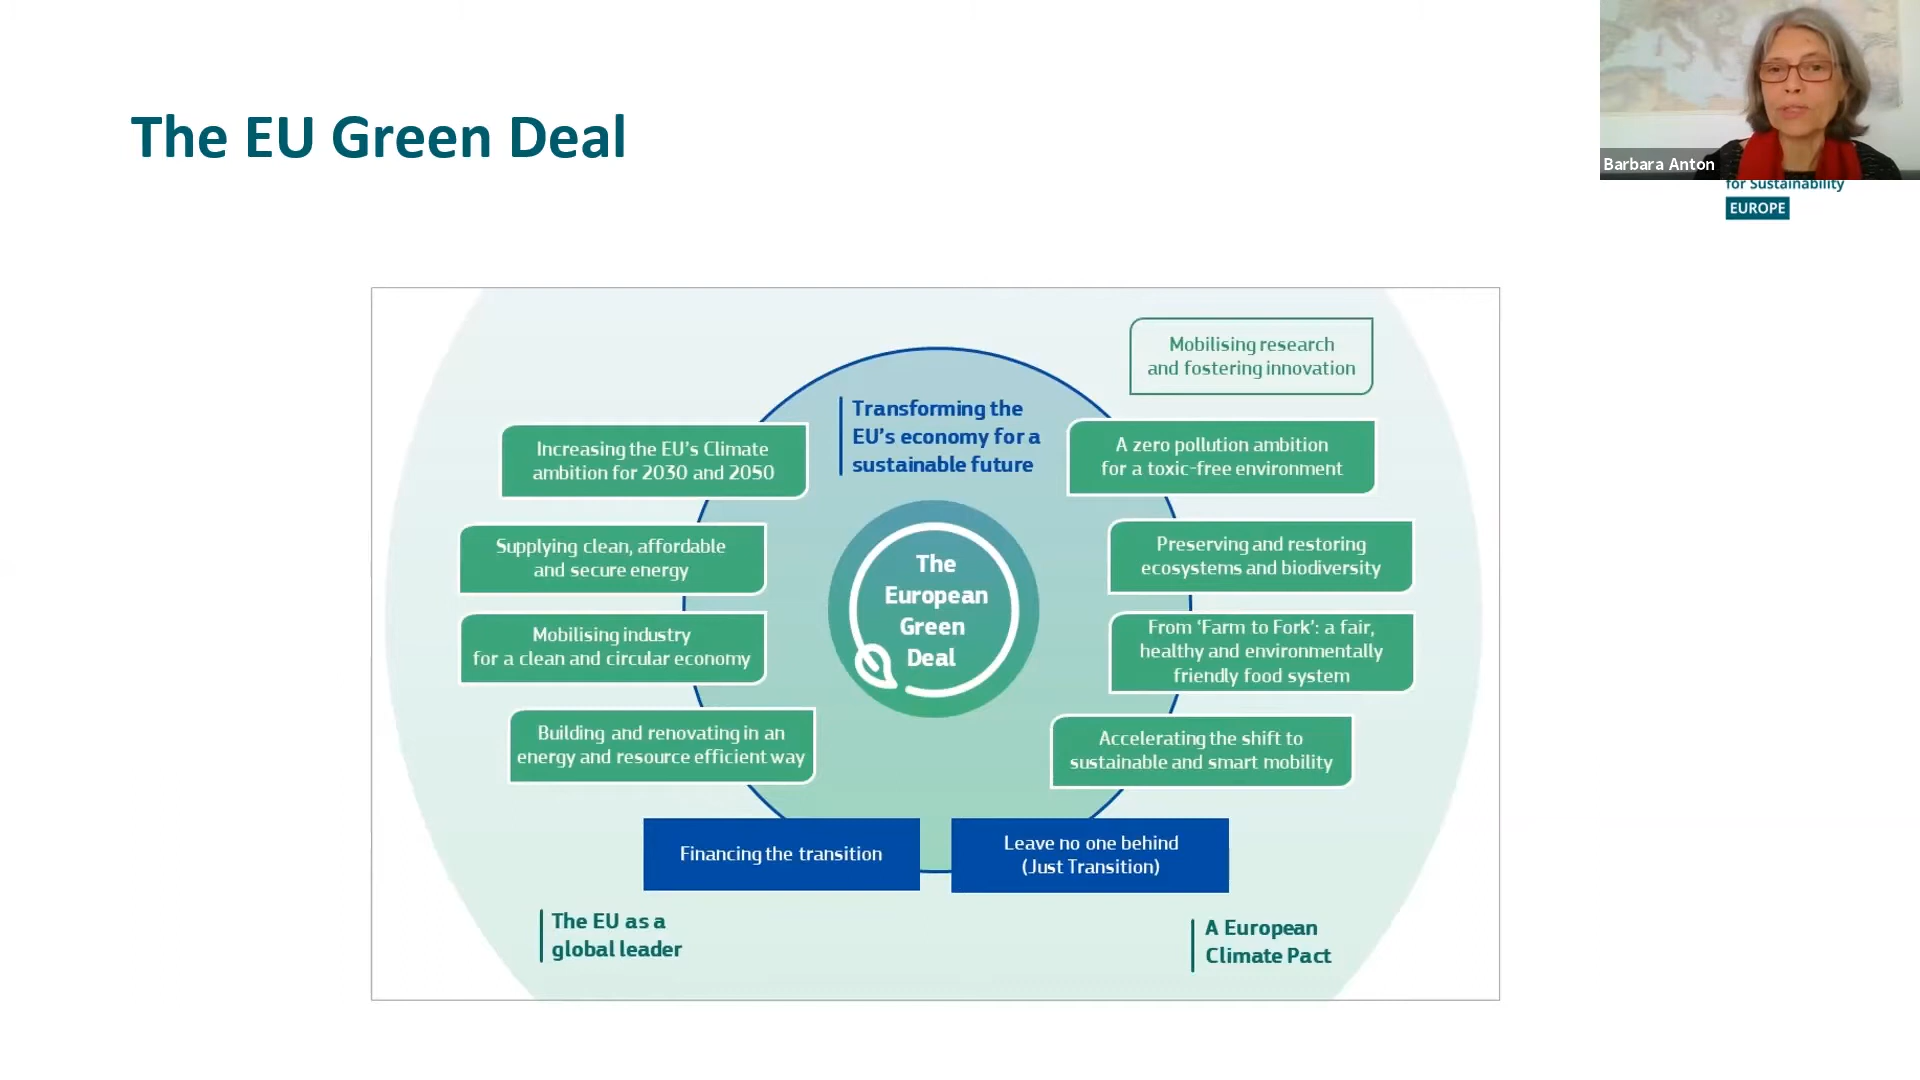 The EU Green Deal
Barbara Anton
for Sustainability
EUROPE
Mobilising research
and fostering innovation
Transforming the
EU's economy for a
sustainable future
Increasing the EU's Climate
ambition for 2030 and 2050
A zero pollution ambition
for a toxic-free environment
Supplying clean, affordable
and secure energy
Preserving and restoring
ecosystems and biodiversity
The
European
Green
Deal
Mobilising industry
for a clean and circular economy
From ‘Farm to Fork’: a fair,
healthy and environmentally
friendly food system
Building and renovating in an
energy and resource efficient way
Accelerating the shift to
sustainable and smart mobility
Financing the transition
Leave no one behind
(Just Transition)
The EU as a
global leader
A European
Climate Pact